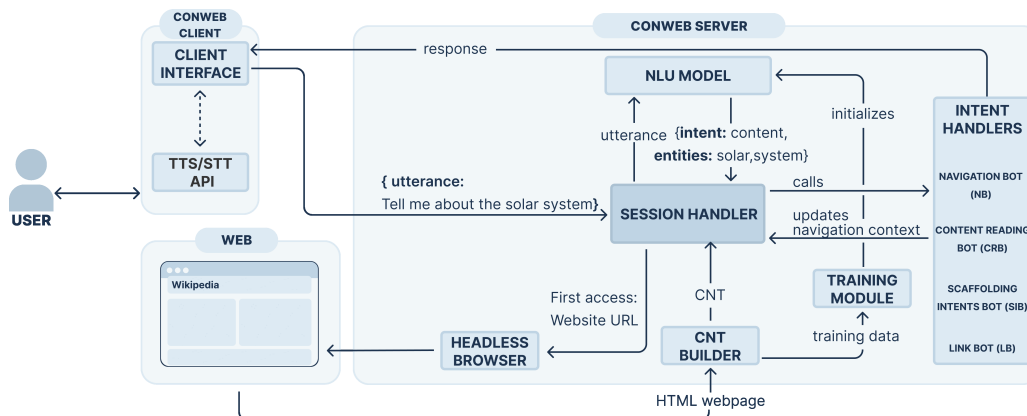 CONWEB
CLIENT
CONWEB SERVER
response
CLIENT
INTERFACE
NLU MODEL
initializes
INTENT
HANDLERS
utterance
{intent: content,
entities: solar,system}
TTS/STT
API
NAVIGATION BOT
(NB)
calls
{ utterance:
Tell me about the solar system}
SESSION HANDLER
USER
updates
navigation context
CONTENT READING
BOT (CRB)
WEB
Wikipedia
TRAINING
MODULE
SCAFFOLDING
INTENTS BOT (SIB)
First access:
Website URL
CNT
training data
HEADLESS
BROWSER
CNT
BUILDER
LINK BOT (LB)
HTML webpage